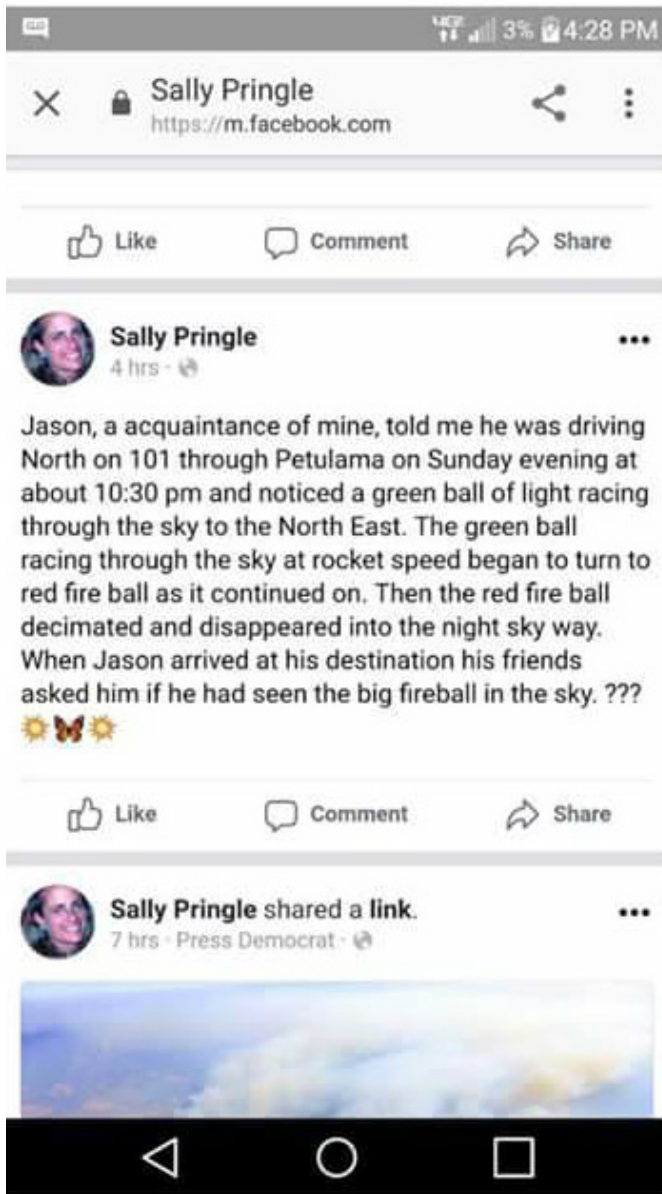 4G 3% 4:28 PM
Sally Pringle
https://m.facebook.com
Like Comment Share
Sally Pringle
4 hrs ·
Jason, a acquaintance of mine, told me he was driving
North on 101 through Petulama on Sunday evening at
about 10:30 pm and noticed a green ball of light racing
through the sky to the North East. The green ball
racing through the sky at rocket speed began to turn to
red fire ball as it continued on. Then the red fire ball
decimated and disappeared into the night sky way.
When Jason arrived at his destination his friends
asked him if he had seen the big fireball in the sky. ???
Like Comment Share
Sally Pringle shared a link.
7 hrs · Press Democrat ·